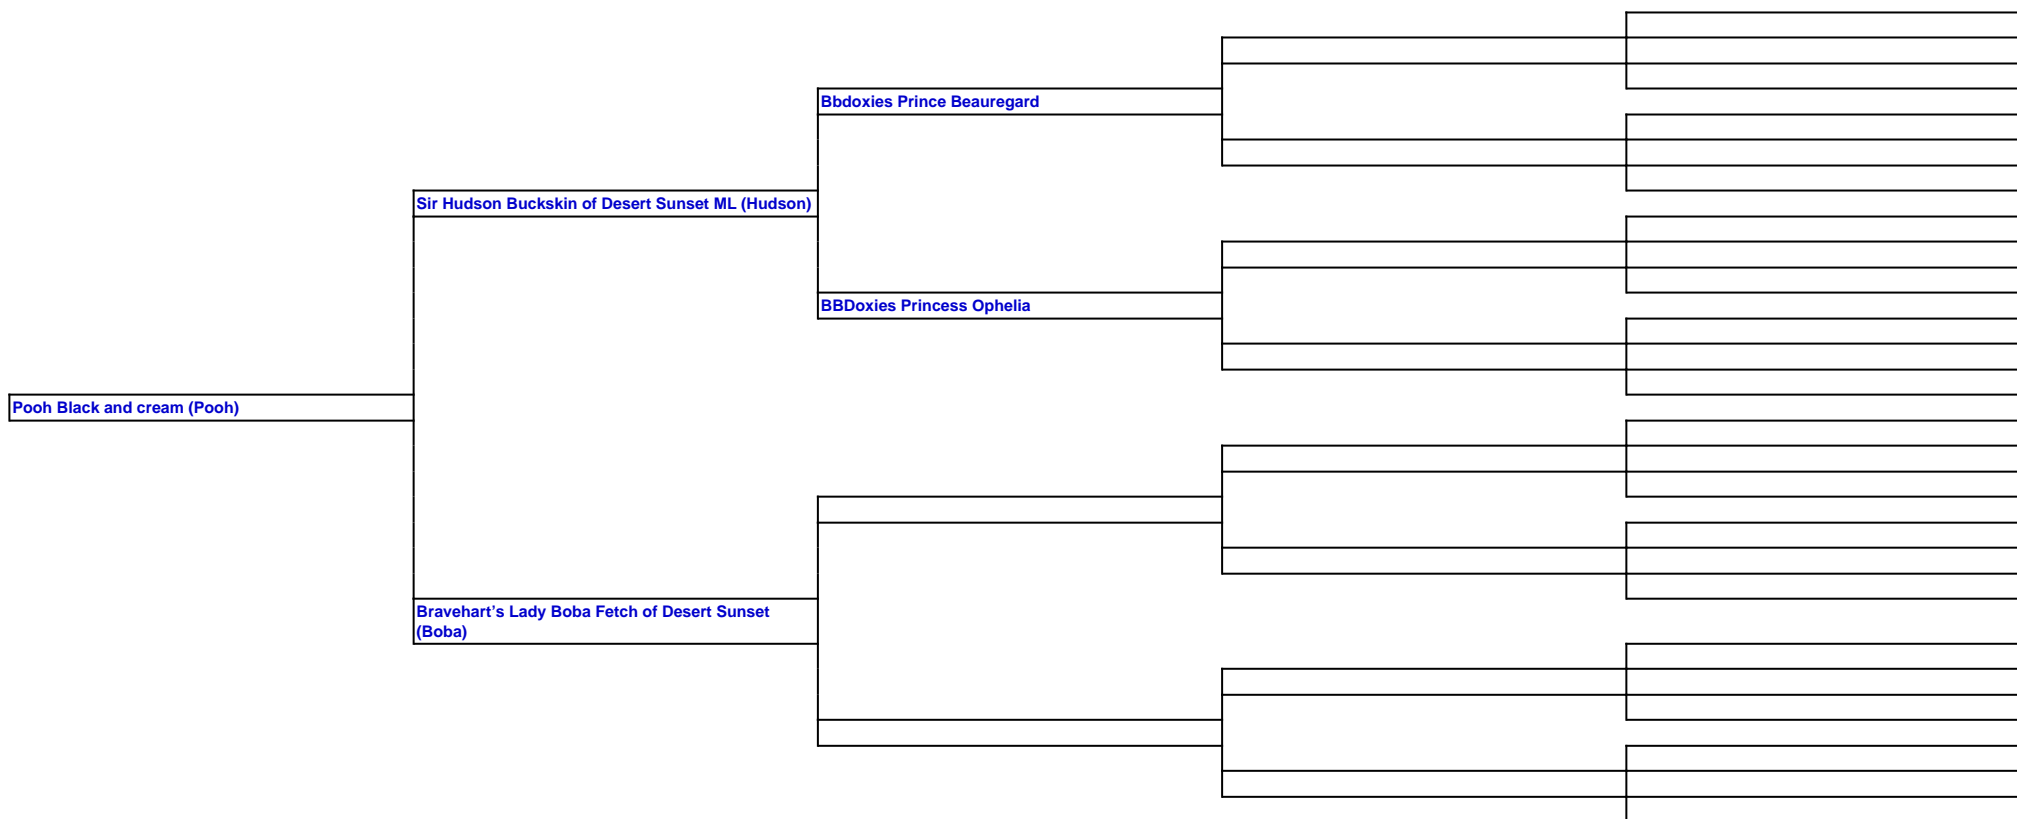 Bbdoxies Prince Beauregard
Sir Hudson Buckskin of Desert Sunset ML (Hudson)
BBDoxies Princess Ophelia
Pooh Black and cream (Pooh)
Bravehart’s Lady Boba Fetch of Desert Sunset
(Boba)